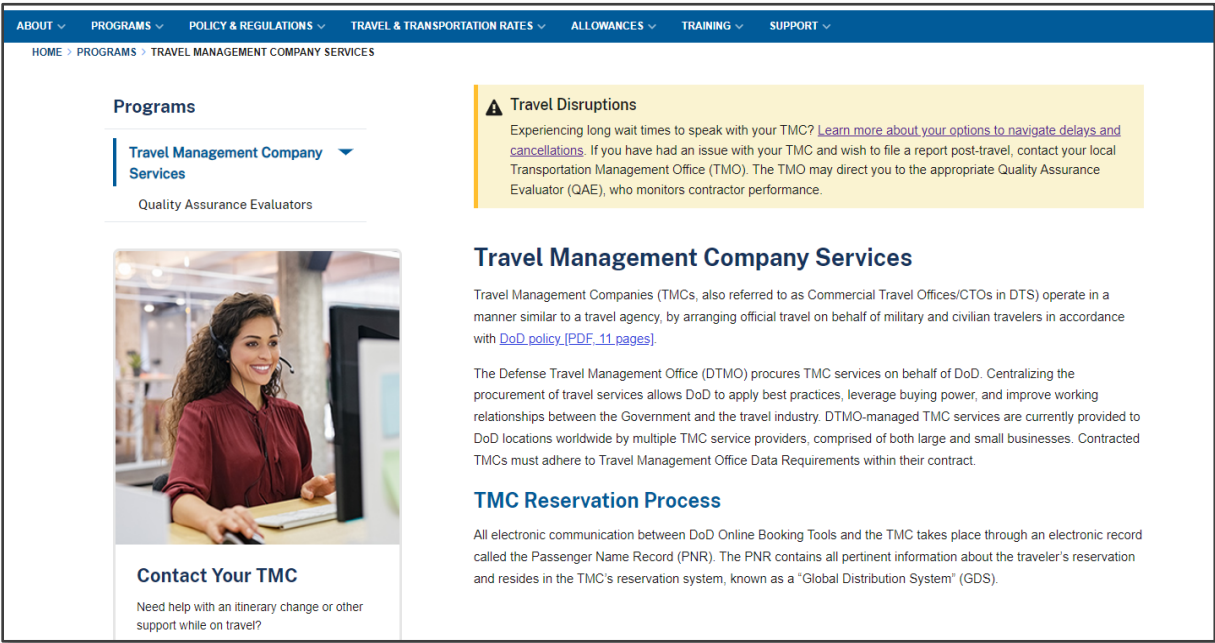 ABOUT PROGRAMS POLICY & REGULATIONS TRAVEL & TRANSPORTATION RATES ALLOWANCES TRAINING SUPPORT
HOME > PROGRAMS > TRAVEL MANAGEMENT COMPANY SERVICES
Programs
Travel Management Company
Services
Quality Assurance Evaluators
Contact Your TMC
Need help with an itinerary change or other
support while on travel?
Travel Disruptions
Experiencing long wait times to speak with your TMC? Learn more about your options to navigate delays and
cancellations. If you have had an issue with your TMC and wish to file a report post-travel, contact your local
Transportation Management Office (TMO). The TMO may direct you to the appropriate Quality Assurance
Evaluator (QAE), who monitors contractor performance.
Travel Management Company Services
Travel Management Companies (TMCs, also referred to as Commercial Travel Offices/CTOs in DTS) operate in a
manner similar to a travel agency, by arranging official travel on behalf of military and civilian travelers in accordance
with DoD policy [PDF, 11 pages].
The Defense Travel Management Office (DTMO) procures TMC services on behalf of DoD. Centralizing the
procurement of travel services allows DoD to apply best practices, leverage buying power, and improve working
relationships between the Government and the travel industry. DTMO-managed TMC services are currently provided to
DoD locations worldwide by multiple TMC service providers, comprised of both large and small businesses. Contracted
TMCs must adhere to Travel Management Office Data Requirements within their contract.
TMC Reservation Process
All electronic communication between DoD Online Booking Tools and the TMC takes place through an electronic record
called the Passenger Name Record (PNR). The PNR contains all pertinent information about the traveler's reservation
and resides in the TMC's reservation system, known as a “Global Distribution System” (GDS).